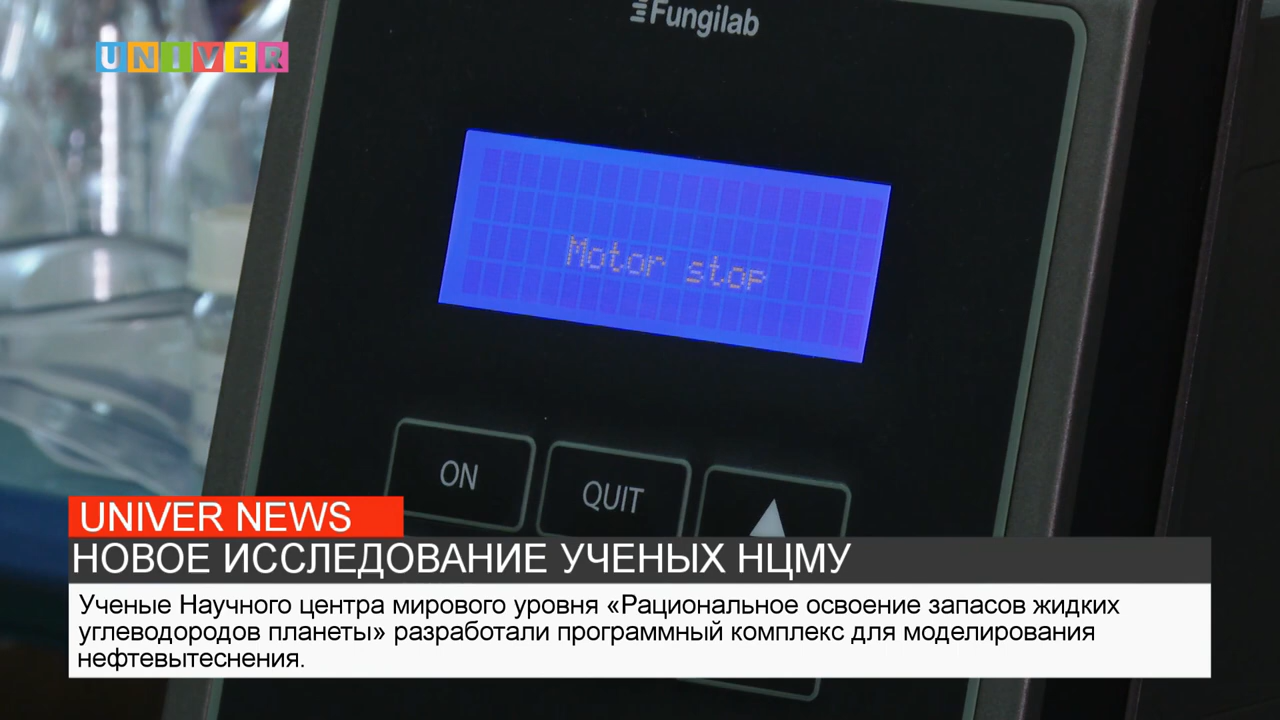 Fungilab
UNIVER
Motor stop
ON
QUIT
UNIVER NEWS
НОВОЕ ИССЛЕДОВАНИЕ УЧЕНЫХ НЦМУ
Ученые Научного центра мирового уровня «Рациональное освоение запасов жидких
углеводородов планеты» разработали программный комплекс для моделирования
нефтевытеснения.